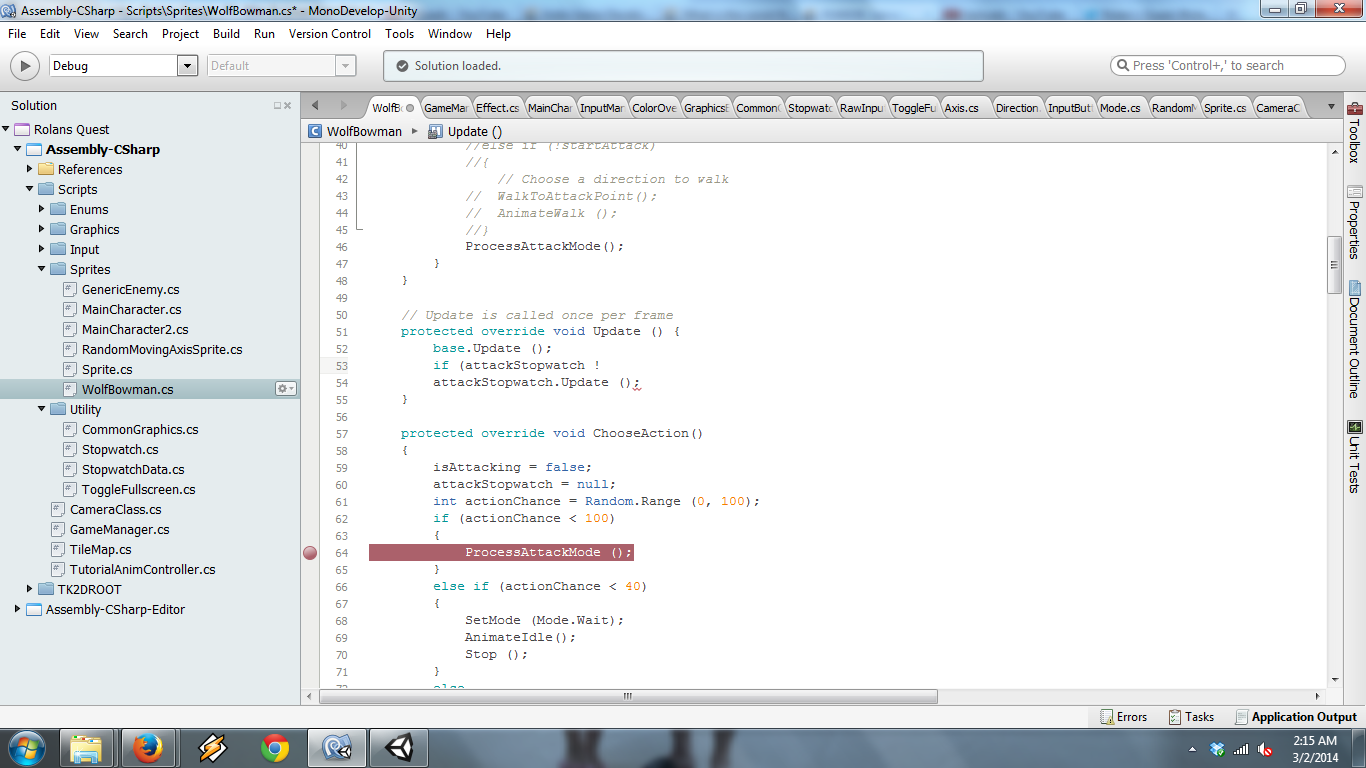 Assembly-CSharp - Scripts\Sprites\WolfBowman.cs* - MonoDevelop-Unity
File Edit View Search Project Build Run Version Control Tools Window Help
Debug Default Solution loaded. Press 'Control+,' to search
Solution
WolfB GameMar Effect.cs MainChar InputMar ColorOve Graphics Common Stopwatc RawInpu ToggleFu Axis.cs Direction. InputBut Mode.cs RandomM Sprite.cs CameraC
WolfBowman Update ()
Rolans Quest
Assembly-CSharp
References
Scripts
Enums
Graphics
Input
Sprites
GenericEnemy.cs
MainCharacter.cs
MainCharacter2.cs
RandomMovingAxisSprite.cs
Sprite.cs
WolfBowman.cs
Utility
CommonGraphics.cs
Stopwatch.cs
StopwatchData.cs
ToggleFullscreen.cs
CameraClass.cs
GameManager.cs
TileMap.cs
TutorialAnimController.cs
TK2DROOT
Assembly-CSharp-Editor
40 //else if (!startAttack)
41 //{
42 // Choose a direction to walk
43 // WalkToAttackPoint();
44 // AnimateWalk ();
45 //}
46 ProcessAttackMode();
47 }
48 }
49
50 // Update is called once per frame
51 protected override void Update () {
52 base.Update ();
53 if (attackStopwatch !
54 attackStopwatch.Update ();
55 }
56
57 protected override void ChooseAction()
58 {
59 isAttacking = false;
60 attackStopwatch = null;
61 int actionChance = Random.Range (0, 100);
62 if (actionChance < 100)
63 {
64 ProcessAttackMode ();
65 }
66 else if (actionChance < 40)
67 {
68 SetMode (Mode.Wait);
69 AnimateIdle();
70 Stop ();
71 }
72 else
Toolbox
Properties
Document Outline
Unit Tests
Errors Tasks Application Output
2:15 AM
3/2/2014